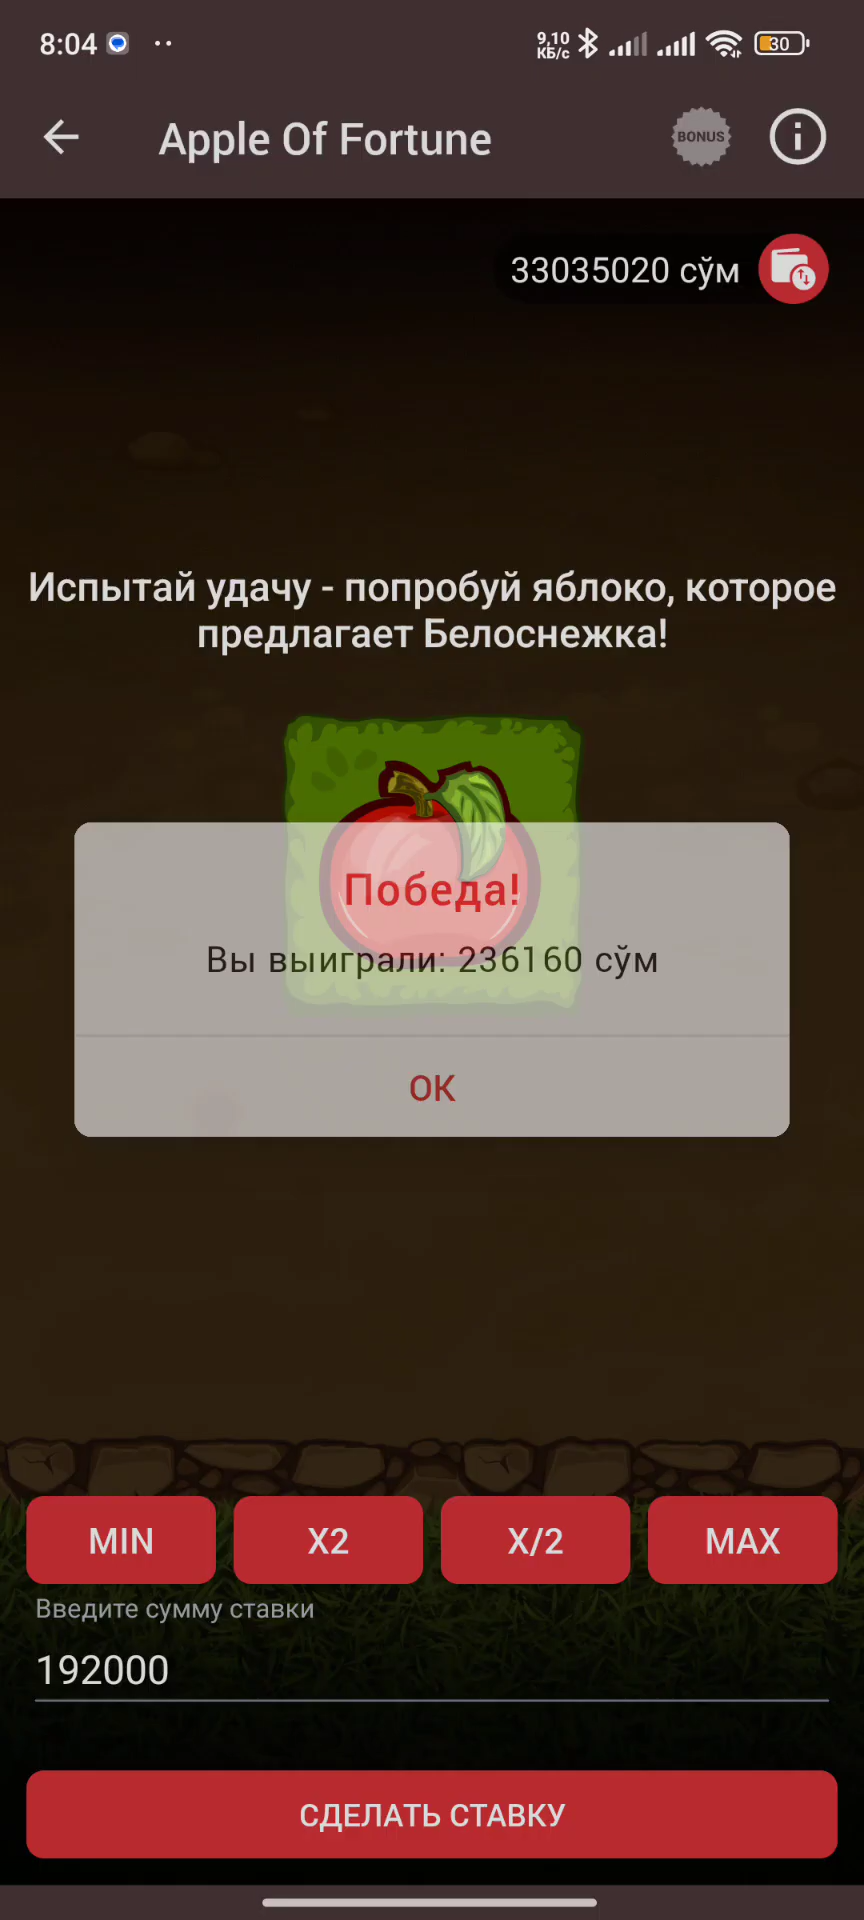 8:04
9,10
КБ/с
30
Apple Of Fortune
BONUS
33035020 сўм
Испытай удачу - попробуй яблоко, которое
предлагает Белоснежка!
Победа!
Вы выиграли: 236160 сўм
ОК
MIN
X2
X/2
MAX
Введите сумму ставки
192000
СДЕЛАТЬ СТАВКУ